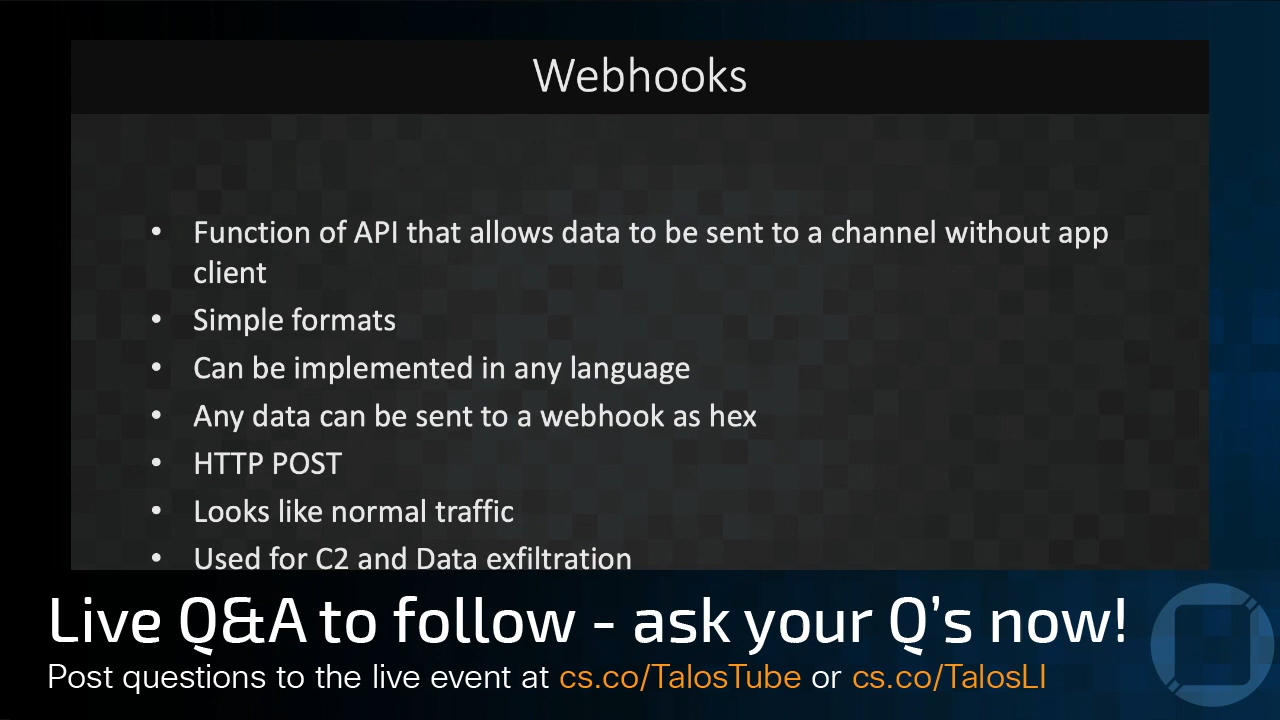 Webhooks
• Function of API that allows data to be sent to a channel without app
client
• Simple formats
• Can be implemented in any language
• Any data can be sent to a webhook as hex
• HTTP POST
• Looks like normal traffic
• Used for C2 and Data exfiltration
Live Q&A to follow - ask your Q’s now!
Post questions to the live event at cs.co/TalosTube or cs.co/TalosLI